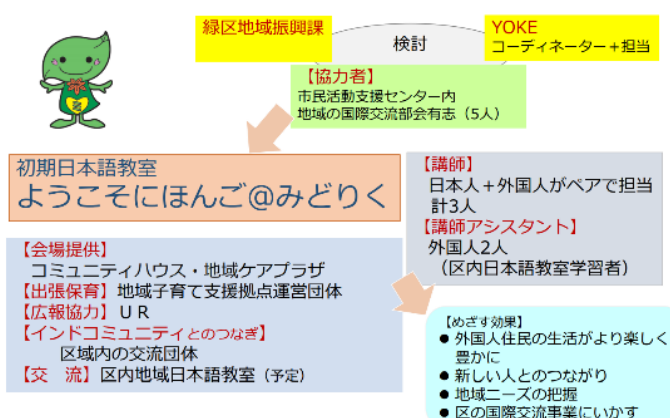 緑区地域振興課
検討
YOKE
コーディネーター+担当
【協力者】
市民活動支援センター内
地域の国際交流部会有志(5人)
初期日本語教室
ようこそにほんご@みどりく
【講師】
日本人+外国人がペアで担当
計3人
【講師アシスタント】
外国人2人
(区内日本語教室学習者)
【会場提供】
コミュニティハウス・地域ケアプラザ
【出張保育】地域子育て支援拠点運営団体
【広報協力】UR
【インドコミュニティとのつなぎ】
区域内の交流団体
【交 流】区内地域日本語教室(予定)
【めざす効果】
● 外国人住民の生活がより楽しく
豊かに
● 新しい人とのつながり
● 地域ニーズの把握
● 区の国際交流事業にいかす